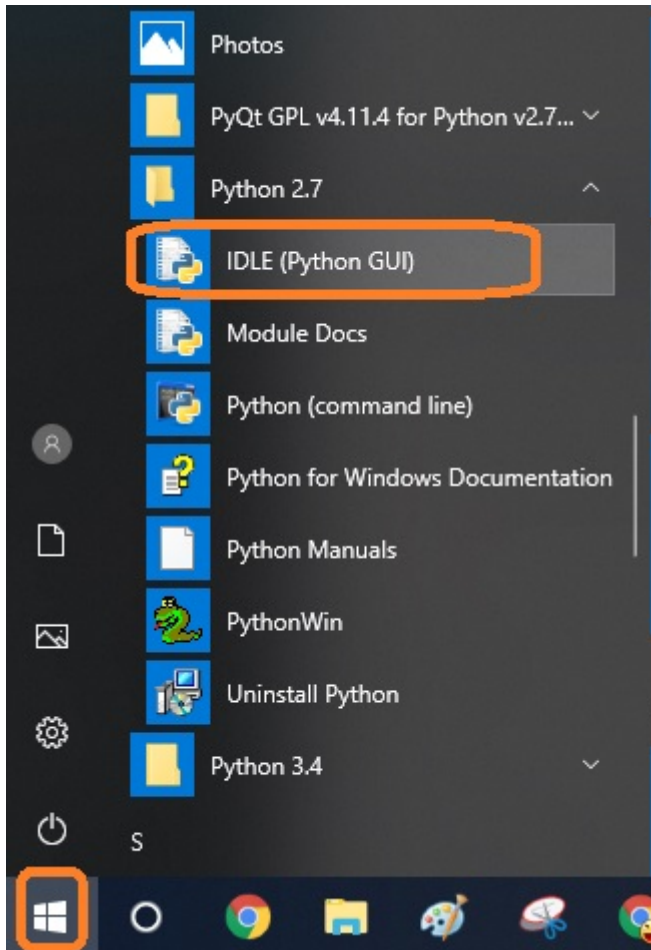 Photos
PyQt GPL v4.11.4 for Python v2.7...
Python 2.7
IDLE (Python GUI)
Module Docs
Python (command line)
Python for Windows Documentation
Python Manuals
PythonWin
Uninstall Python
Python 3.4
S